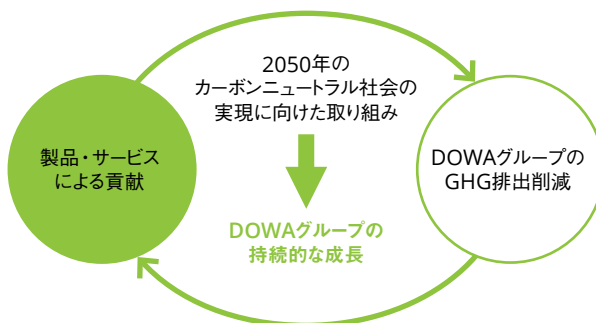 2050年の
カーボンニュートラル社会の
実現に向けた取り組み
製品・サービス
による貢献
DOWAグループの
GHG排出削減
DOWAグループの
持続的な成長